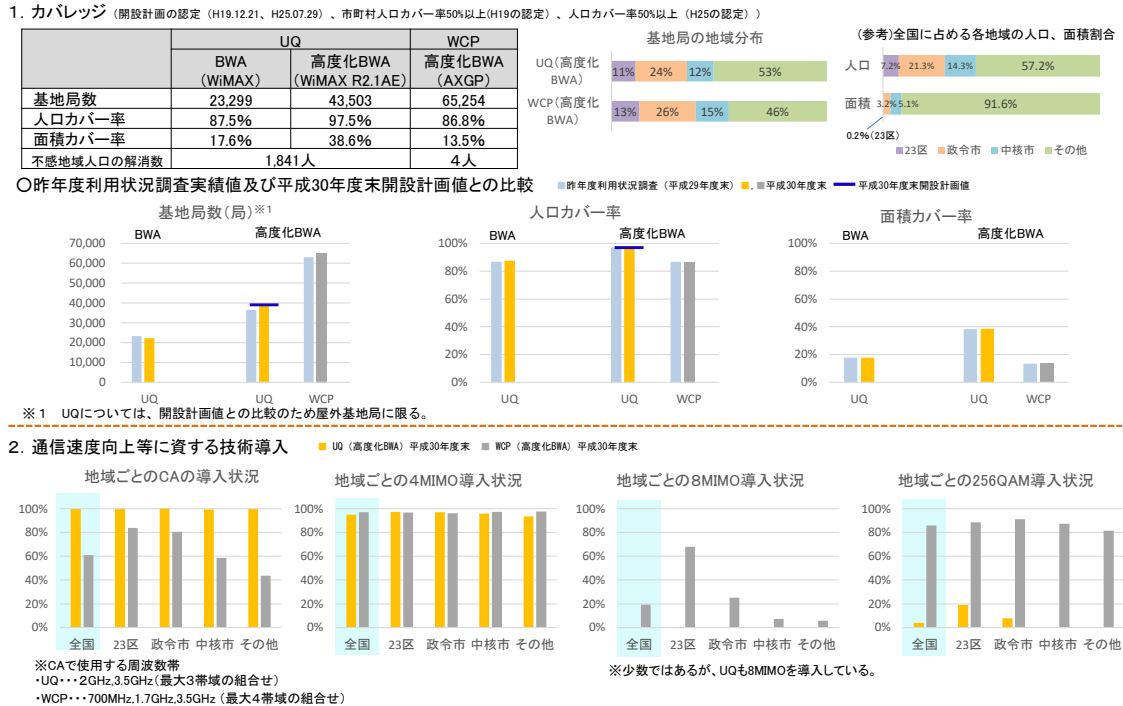 1．カバレッジ（開設計画の認定（H19.12.21、H25.07.29）、市町村人口カバー率50%以上(H19の認定）、人口カバー率50%以上（H25の認定））
UQ WCP
BWA 高度化BWA 高度化BWA
（WiMAX） （WiMAX R2.1AE） （AXGP）
基地局数 23,299 43,503 65,254
人口カバー率 87.5% 97.5% 86.8%
面積カバー率 17.6% 38.6% 13.5%
不感地域人口の解消数 1,841人 4人
基地局の地域分布
UQ（高度化BWA） 11% 24% 12% 53%
WCP（高度化BWA） 13% 26% 15% 46%
（参考）全国に占める各地域の人口、面積割合
人口 7.2% 21.3% 14.3% 57.2%
面積 3.2% 5.1% 91.6%
0.2%（23区）
23区 政令市 中核市 その他
〇昨年度利用状況調査実績値及び平成30年度末開設計画値との比較
昨年度利用状況調査（平成29年度末） , 平成30年度末 平成30年度末開設計画値
基地局数（局）※1
BWA 高度化BWA
70,000
60,000
50,000
40,000
30,000
20,000
10,000
0
UQ UQ WCP
人口カバー率
BWA 高度化BWA
100%
80%
60%
40%
20%
0%
UQ UQ WCP
面積カバー率
BWA 高度化BWA
100%
80%
60%
40%
20%
0%
UQ UQ WCP
※１　UQについては、開設計画値との比較のため屋外基地局に限る。
2．通信速度向上等に資する技術導入
UQ（高度化BWA）平成30年度末 WCP（高度化BWA）平成30年度末
地域ごとのCAの導入状況
100%
80%
60%
40%
20%
0%
全国 23区 政令市 中核市 その他
地域ごとの4MIMO導入状況
100%
80%
60%
40%
20%
0%
全国 23区 政令市 中核市 その他
地域ごとの8MIMO導入状況
100%
80%
60%
40%
20%
0%
全国 23区 政令市 中核市 その他
地域ごとの256QAM導入状況
100%
80%
60%
40%
20%
0%
全国 23区 政令市 中核市 その他
※CAで使用する周波数帯
・UQ・・・２GHz,3.5GHz（最大３帯域の組合せ）
・WCP・・・700MHz,1.7GHz,3.5GHz （最大４帯域の組合せ）
※少数ではあるが、UQも8MIMOを導入している。